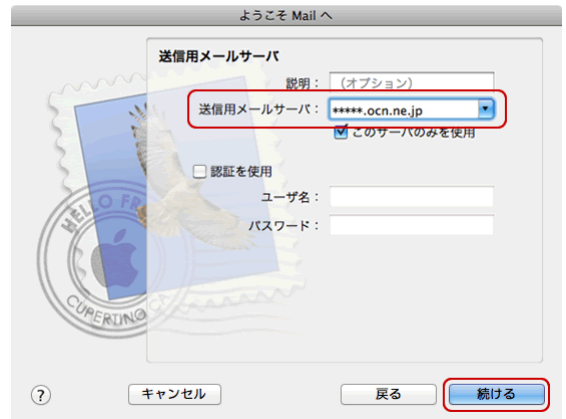 ようこそ Mail へ
送信用メールサーバ
説明： （オプション）
送信用メールサーバ： *****.ocn.ne.jp
このサーバのみを使用
認証を使用
ユーザ名：
パスワード：
HELLO FR
CUPERTINO CA
?
キャンセル
戻る
続ける